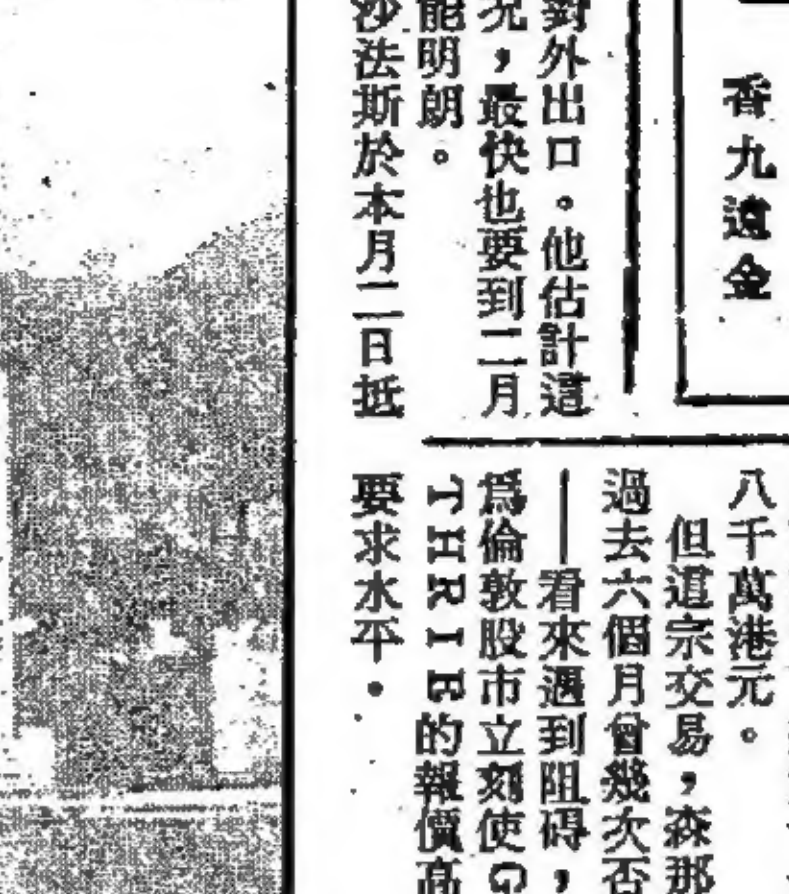 香九遠金
對外出口。他估計這
況，最快也要到二月
能明朗。
沙法斯於本月二日抵
八千萬港元。
但這宗交易，森那
過去六個月曾幾次否
——看來遇到阻碍，
爲倫敦股市立刻使G
THRIE的報價高
要求水平．